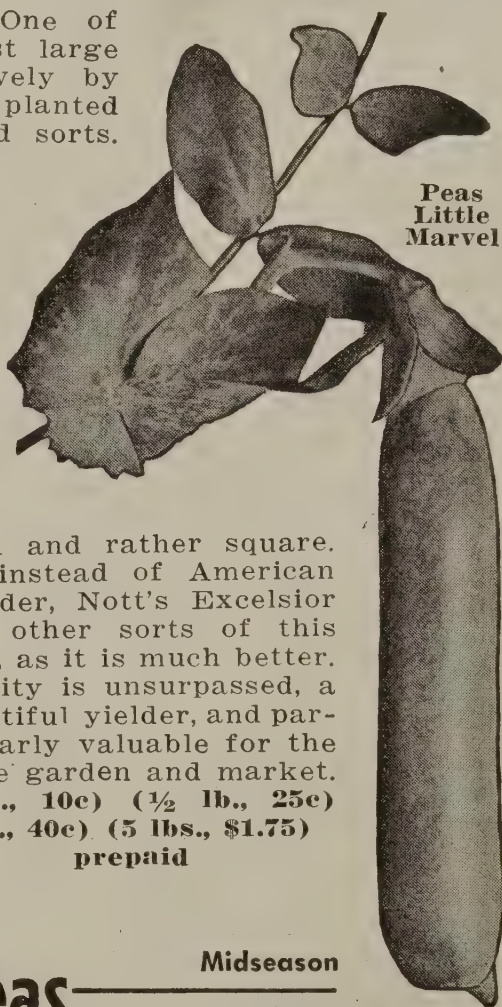 One of
st large
vely by
planted
d sorts.
Peas
Little
Marvel
and rather square.
instead of American
der, Nott's Excelsior
other sorts of this
, as it is much better.
ity is unsurpassed, a
tiful yielder, and par-
arly valuable for the
e garden and market.
., 10c) (½ lb., 25c)
., 40c) (5 lbs., $1.75)
prepaid
Midseason
eas